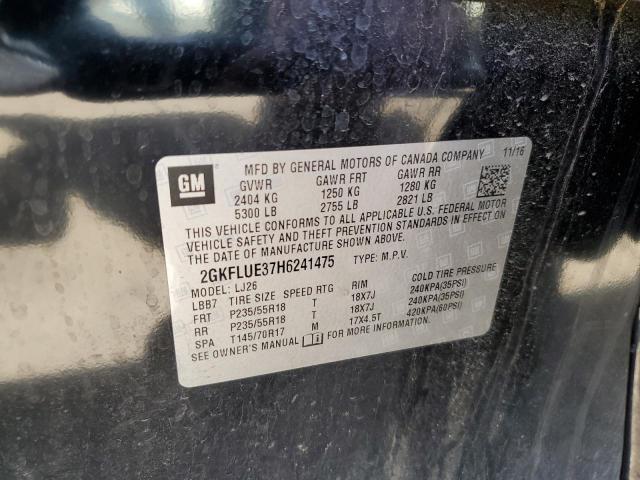 GM
MFD BY GENERAL MOTORS OF CANADA COMPANY 11/16
GVWR GAWR FRT GAWR RR
2404 KG 1250 KG 1280 KG
5300 LB 2755 LB 2821 LB
THIS VEHICLE CONFORMS TO ALL APPLICABLE U.S. FEDERAL MOTOR
VEHICLE SAFETY AND THEFT PREVENTION STANDARDS IN EFFECT ON
THE DATE OF MANUFACTURE SHOWN ABOVE.
2GKFLUE37H6241475 TYPE: M.P.V.
MODEL: LJ26
LBB7 TIRE SIZE SPEED RTG RIM COLD TIRE PRESSURE
FRT P235/55R18 T 18X7J 240KPA(35PSI)
RR P235/55R18 T 18X7J 240KPA(35PSI)
SPA T145/70R17 M 17X4.5T 420KPA(60PSI)
SEE OWNER'S MANUAL FOR MORE INFORMATION.